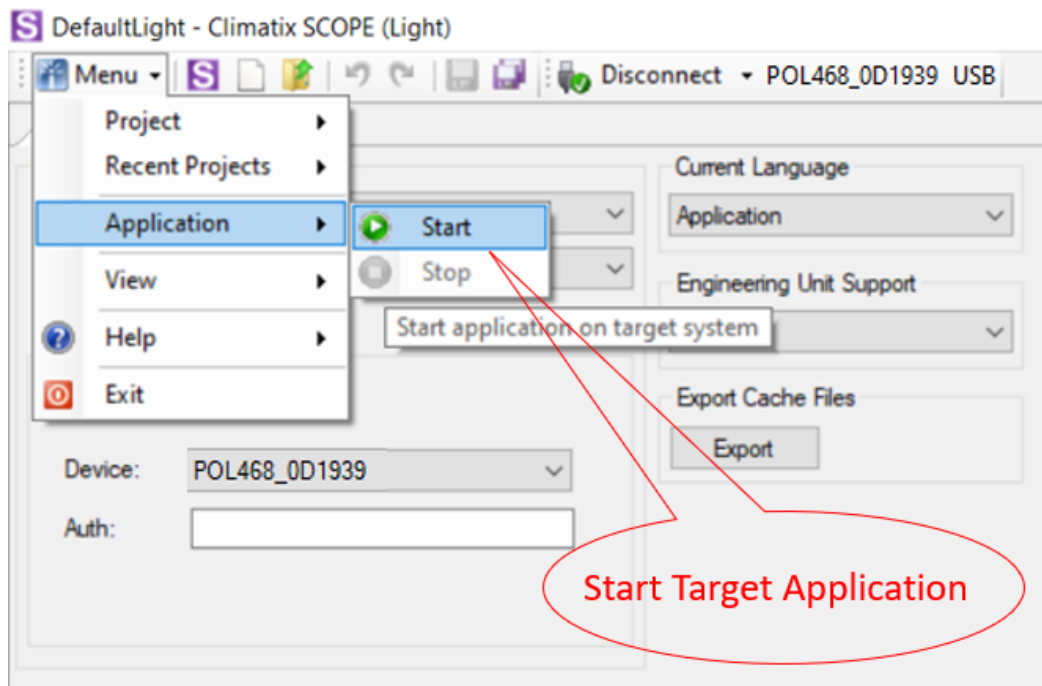 S DefaultLight - Climatix SCOPE (Light)
Menu S Disconnect POL468_0D1939 USB
Project
Recent Projects
Current Language
Application Start Application
View Stop Engineering Unit Support
Start application on target system
Help
Exit Export Cache Files
Export
Device: POL468_0D1939
Auth:
Start Target Application